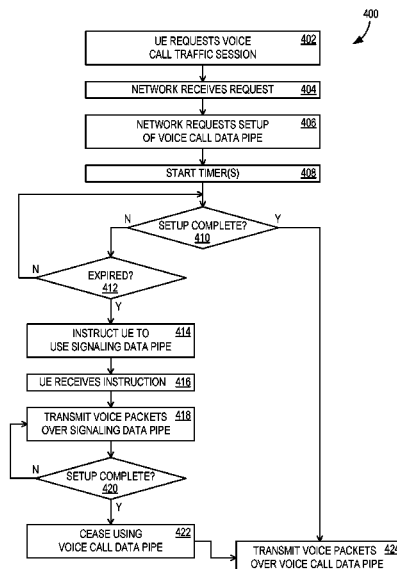 400
UE REQUESTS VOICE 402
CALL TRAFFIC SESSION
NETWORK RECEIVES REQUEST 404
NETWORK REQUESTS SETUP 406
OF VOICE CALL DATA PIPE
START TIMER(S) 408
N SETUP COMPLETE? Y
410
N EXPIRED?
412
Y
INSTRUCT UE TO 414
USE SIGNALING DATA PIPE
UE RECEIVES INSTRUCTION 416
TRANSMIT VOICE PACKETS 418
OVER SIGNALING DATA PIPE
N SETUP COMPLETE?
420
Y
CEASE USING 422
VOICE CALL DATA PIPE
TRANSMIT VOICE PACKETS 424
OVER VOICE CALL DATA PIPE